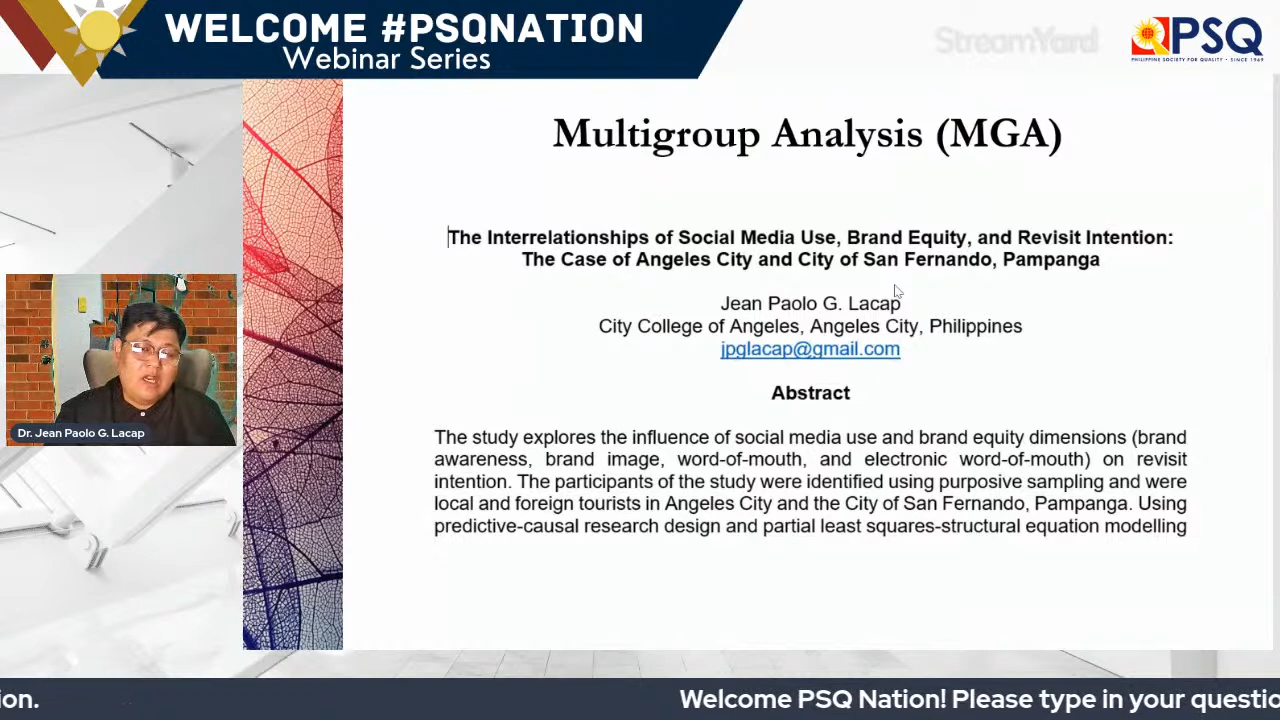 WELCOME #PSQNATION
Webinar Series
StreamYard
PSQ
PHILIPPINE SOCIETY FOR QUALITY • SINCE 1969
Multigroup Analysis (MGA)
The Interrelationships of Social Media Use, Brand Equity, and Revisit Intention:
The Case of Angeles City and City of San Fernando, Pampanga
Jean Paolo G. Lacap
City College of Angeles, Angeles City, Philippines
jpglacap@gmail.com
Abstract
The study explores the influence of social media use and brand equity dimensions (brand
awareness, brand image, word-of-mouth, and electronic word-of-mouth) on revisit
intention. The participants of the study were identified using purposive sampling and were
local and foreign tourists in Angeles City and the City of San Fernando, Pampanga. Using
predictive-causal research design and partial least squares-structural equation modelling
Dr. Jean Paolo G. Lacap
ion.
Welcome PSQ Nation! Please type in your questio